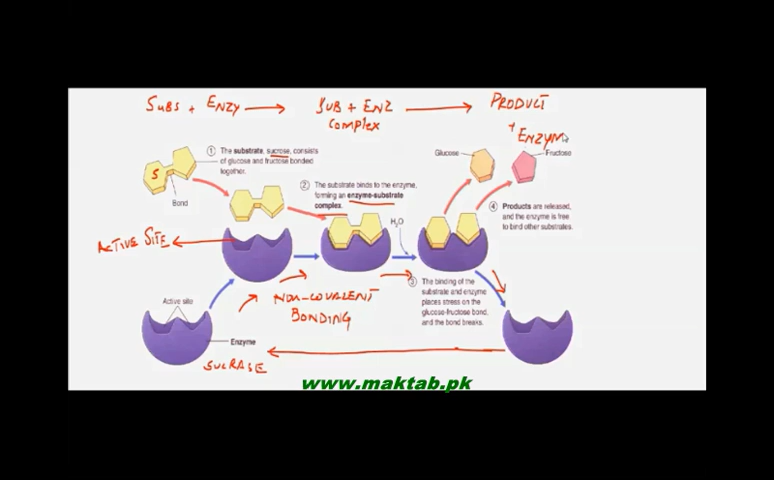 SUBS + ENZY → SUB + ENZ Complex → PRODUCT + ENZYM
① The substrate, sucrose, consists
of glucose and fructose bonded
together.
S
Bond
② The substrate binds to the enzyme,
forming an enzyme-substrate
complex.
Glucose
Fructose
H₂O
④ Products are released,
and the enzyme is free
to bind other substrates.
ACTIVE SITE
③ The binding of the
substrate and enzyme
places stress on the
glucose-fructose bond,
and the bond breaks.
NON-COVALENT
BONDING
Active site
Enzyme
SUCRASE
www.maktab.pk